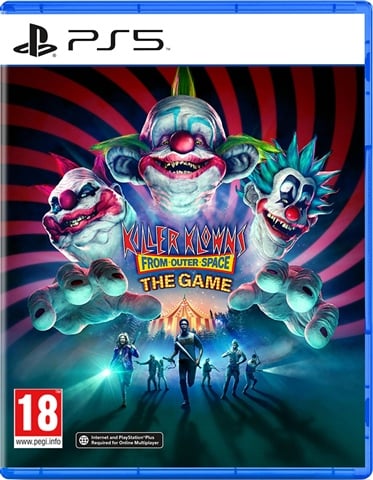 PS5
KILLER KLOWNS
FROM OUTER SPACE
THE GAME
18
www.pegi.info
Internet and PlayStation®Plus
Required for Online Multiplayer